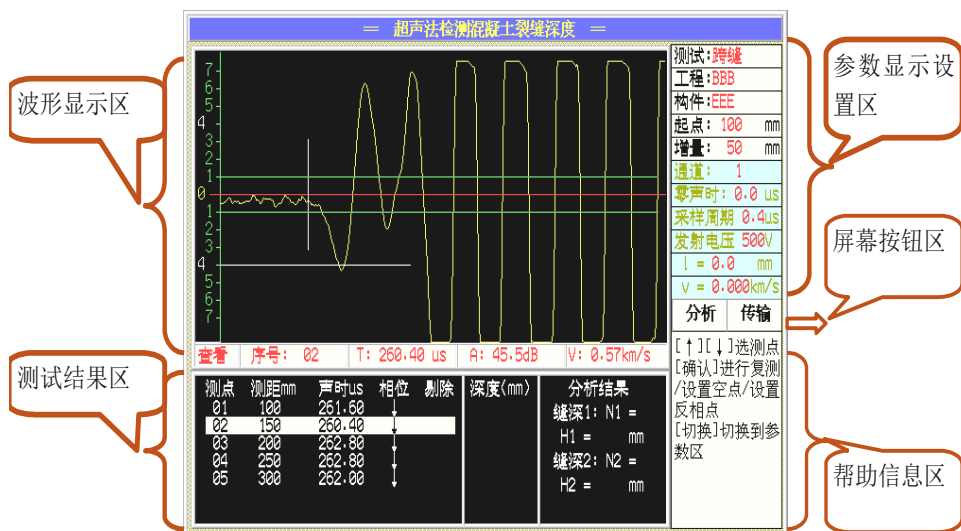 = 超声法检测混凝土裂缝深度 =
波形显示区
7
6
5
4
3
2
1
0
1
2
3
4
5
6
7
测试:跨缝
工程:BBB
构件:EEE
起点: 100 mm
增量: 50 mm
通道: 1
零声时: 0.0 us
采样周期 0.4us
发射电压 500V
l = 0.0 mm
v = 0.000km/s
参数显示设
置区
分析 传输
屏幕按钮区
查看 序号: 02 T: 260.40 us A: 45.5dB V: 0.57km/s
测试结果区
测点 测距mm 声时us 相位 剔除
01 100 261.60 ↓
02 150 260.40 ↓
03 200 262.80 ↓
04 250 262.80 ↓
05 300 262.00 ↓
深度(mm)
分析结果
缝深1: N1 =
H1 = mm
缝深2: N2 =
H2 = mm
[↑][↓]选测点
[确认]进行复测
/设置空点/设置
反相点
[切换]切换到参
数区
帮助信息区